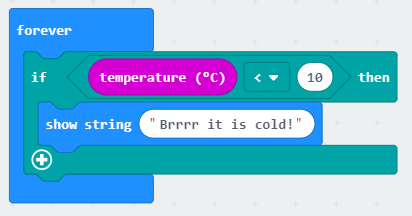 forever
if temperature (°C) < 10 then
show string "Brrrr it is cold!"